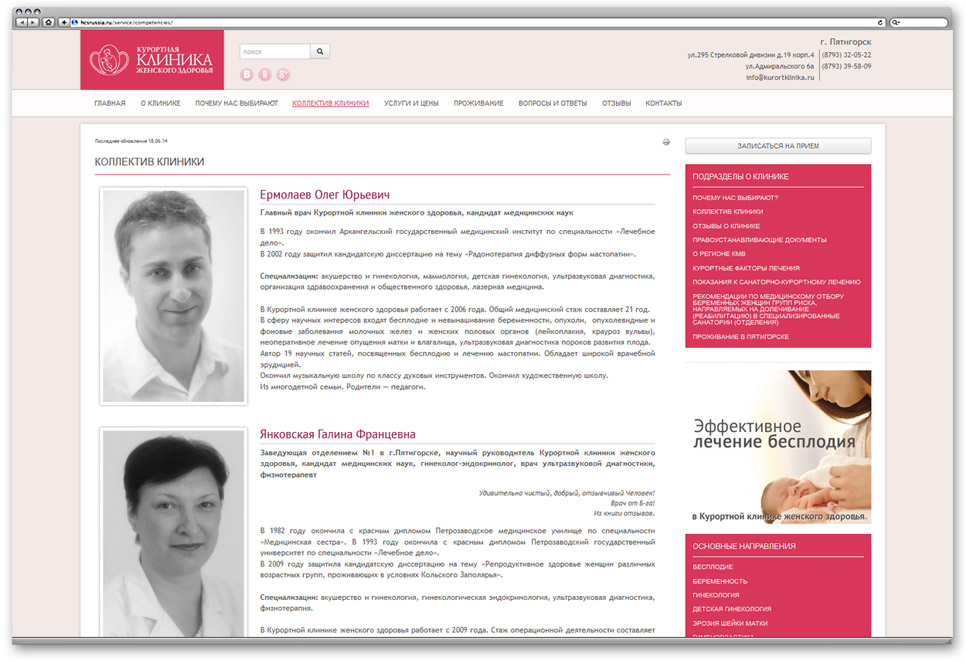 hcsrussia.ru/service/competencies/
КУРОРТНАЯ
КЛИНИКА
ЖЕНСКОГО ЗДОРОВЬЯ
поиск
г. Пятигорск
ул.295 Стрелковой дивизии д.19 корп.4 (8793) 32-05-22
ул.Адмиральского 6а (8793) 39-58-09
info@kurortklinika.ru
ГЛАВНАЯ О КЛИНИКЕ ПОЧЕМУ НАС ВЫБИРАЮТ КОЛЛЕКТИВ КЛИНИКИ УСЛУГИ И ЦЕНЫ ПРОЖИВАНИЕ ВОПРОСЫ И ОТВЕТЫ ОТЗЫВЫ КОНТАКТЫ
Последнее обновление 18.06.14
КОЛЛЕКТИВ КЛИНИКИ
Ермолаев Олег Юрьевич
Главный врач Курортной клиники женского здоровья, кандидат медицинских наук
В 1993 году окончил Архангельский государственный медицинский институт по специальности «Лечебное
дело».
В 2002 году защитил кандидатскую диссертацию на тему «Радонотерапия диффузных форм мастопатии».
Специализации: акушерство и гинекология, маммология, детская гинекология, ультразвуковая диагностика,
организация здравоохранения и общественного здоровья, лазерная медицина.
В Курортной клинике женского здоровья работает с 2006 года. Общий медицинский стаж составляет 21 год.
В сферу научных интересов входят бесплодие и невынашивание беременности, опухоли, опухолевидные и
фоновые заболевания молочных желез и женских половых органов (лейкоплакия, крауроз вульвы),
неоперативное лечение опущения матки и влагалища, ультразвуковая диагностика пороков развития плода.
Автор 19 научных статей, посвященных бесплодию и лечению мастопатии. Обладает широкой врачебной
эрудицией.
Окончил музыкальную школу по классу духовых инструментов. Окончил художественную школу.
Из многодетной семьи. Родители — педагоги.
Янковская Галина Францевна
Заведующая отделением №1 в г.Пятигорске, научный руководитель Курортной клиники женского
здоровья, кандидат медицинских наук, гинеколог-эндокринолог, врач ультразвуковой диагностики,
физиотерапевт
Удивительно чистый, добрый, отзывчивый Человек!
Врач от Б-га!
Из книги отзывов.
В 1982 году окончила с красным дипломом Петрозаводское медицинское училище по специальности
«Медицинская сестра». В 1993 году окончила с красным дипломом Петрозаводский государственный
университет по специальности «Лечебное дело».
В 2009 году защитила кандидатскую диссертацию на тему «Репродуктивное здоровье женщин различных
возрастных групп, проживающих в условиях Кольского Заполярья».
Специализации: акушерство и гинекология, гинекологическая эндокринология, ультразвуковая диагностика,
физиотерапия.
В Курортной клинике женского здоровья работает с 2009 года. Стаж операционной деятельности составляет
ЗАПИСАТЬСЯ НА ПРИЕМ
ПОДРАЗДЕЛЫ О КЛИНИКЕ
ПОЧЕМУ НАС ВЫБИРАЮТ?
КОЛЛЕКТИВ КЛИНИКИ
ОТЗЫВЫ О КЛИНИКЕ
ПРАВОУСТАНАВЛИВАЮЩИЕ ДОКУМЕНТЫ
О РЕГИОНЕ КМВ
КУРОРТНЫЕ ФАКТОРЫ ЛЕЧЕНИЯ
ПОКАЗАНИЯ К САНАТОРНО-КУРОРТНОМУ ЛЕЧЕНИЮ
РЕКОМЕНДАЦИИ ПО МЕДИЦИНСКОМУ ОТБОРУ
БЕРЕМЕННЫХ ЖЕНЩИН ГРУПП РИСКА,
НАПРАВЛЯЕМЫХ НА ДОЛЕЧИВАНИЕ
(РЕАБИЛИТАЦИЮ) В СПЕЦИАЛИЗИРОВАННЫЕ
САНАТОРИИ (ОТДЕЛЕНИЯ)
ПРОЖИВАНИЕ В ПЯТИГОРСКЕ
Эффективное
лечение бесплодия
в Курортной клинике женского здоровья.
ОСНОВНЫЕ НАПРАВЛЕНИЯ
БЕСПЛОДИЕ
БЕРЕМЕННОСТЬ
ГИНЕКОЛОГИЯ
ДЕТСКАЯ ГИНЕКОЛОГИЯ
ЭРОЗИЯ ШЕЙКИ МАТКИ